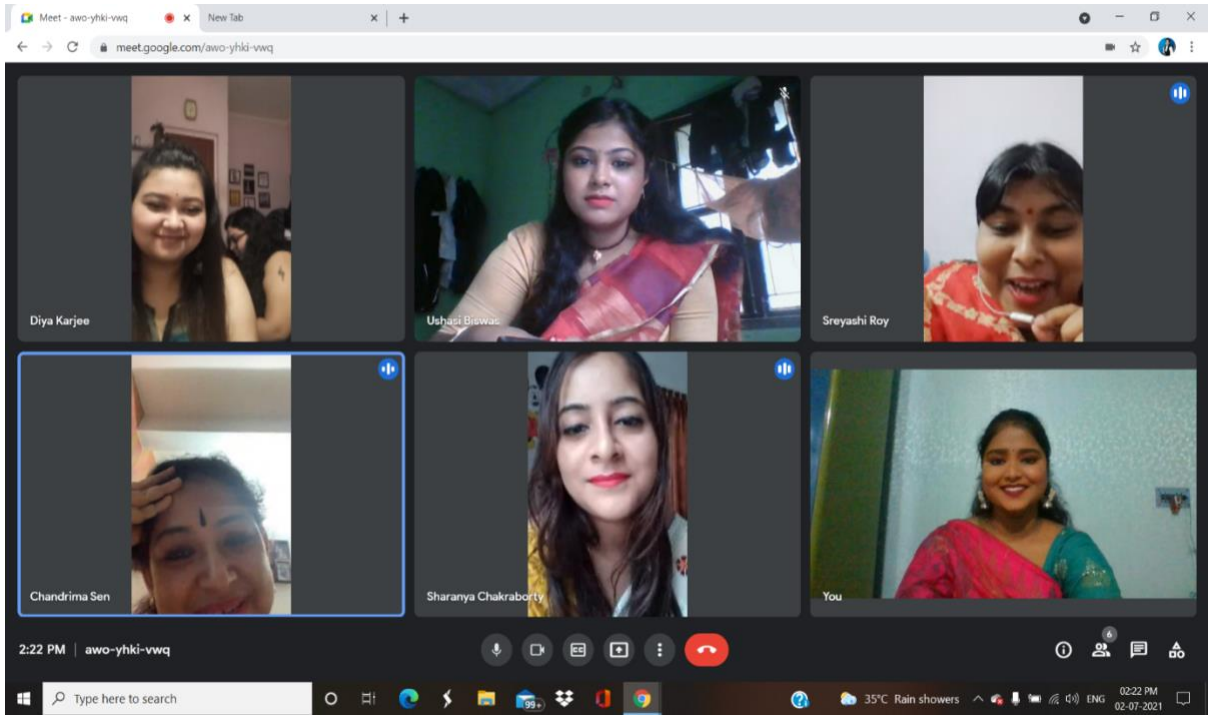 Meet - awo-yhki-vwq
New Tab
meet.google.com/awo-yhki-vwq
Diya Karjee
Ushasi Biswas
Sreyashi Roy
Chandrima Sen
Sharanya Chakraborty
You
2:22 PM | awo-yhki-vwq
CC
6
Type here to search
99+
35°C Rain showers
ENG
02:22 PM
02-07-2021